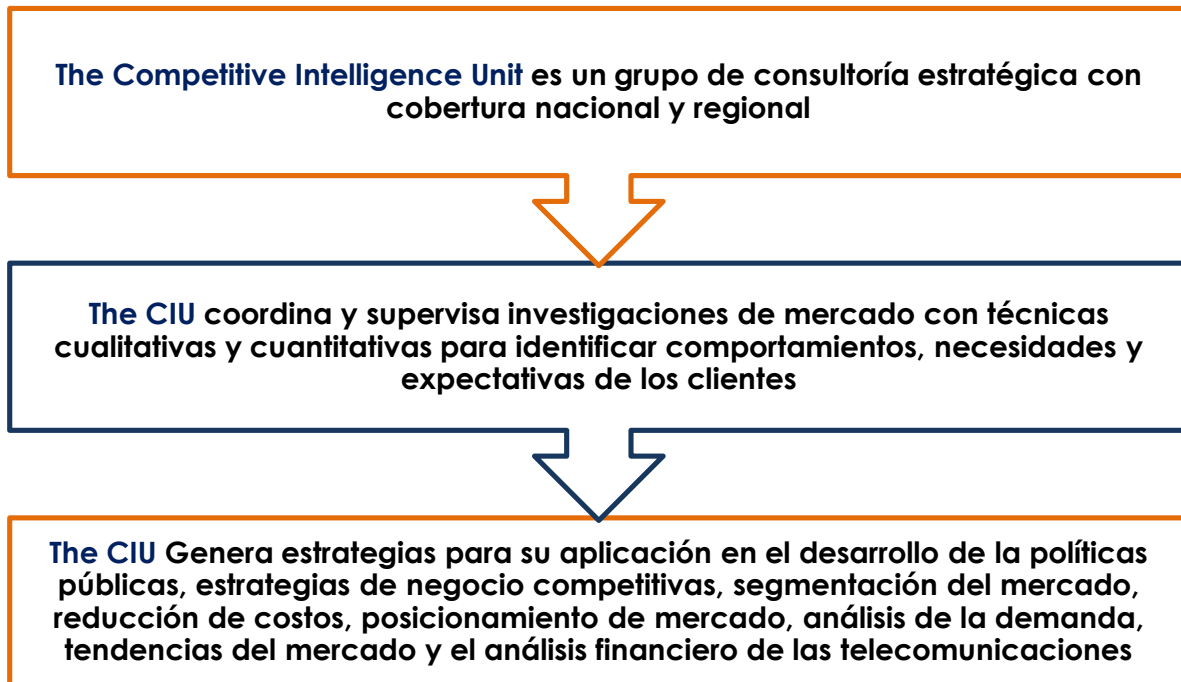 The Competitive Intelligence Unit es un grupo de consultoría estratégica con
cobertura nacional y regional
The CIU coordina y supervisa investigaciones de mercado con técnicas
cualitativas y cuantitativas para identificar comportamientos, necesidades y
expectativas de los clientes
The CIU Genera estrategias para su aplicación en el desarrollo de la políticas
públicas, estrategias de negocio competitivas, segmentación del mercado,
reducción de costos, posicionamiento de mercado, análisis de la demanda,
tendencias del mercado y el análisis financiero de las telecomunicaciones